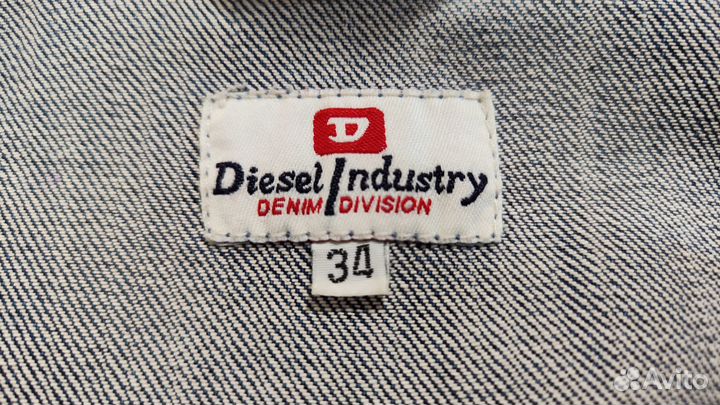 D
Diesel Industry
DENIM DIVISION
34
Avito